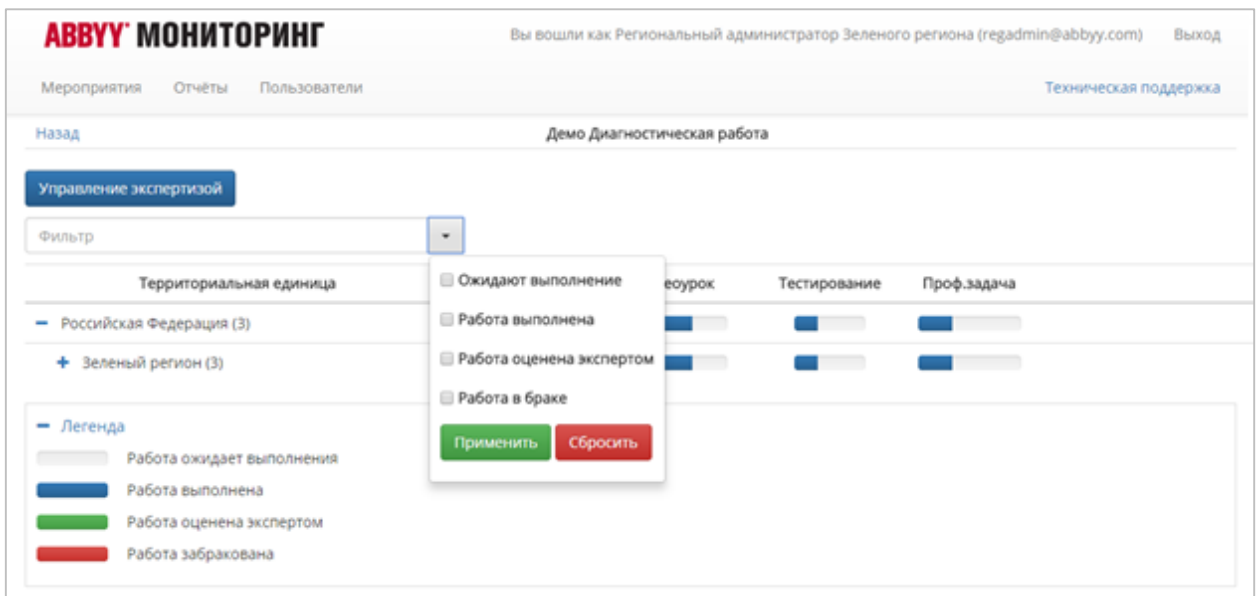 ABBYY® МОНИТОРИНГ
Вы вошли как Региональный администратор Зеленого региона (regadmin@abbyy.com) Выход
Мероприятия Отчёты Пользователи Техническая поддержка
Назад Демо Диагностическая работа
Управление экспертизой
Фильтр
Территориальная единица еоурок Тестирование Проф.задача
Ожидают выполнение
Российская Федерация (3)
Работа выполнена
Зеленый регион (3)
Работа оценена экспертом
Работа в браке
Применить Сбросить
Легенда
Работа ожидает выполнения
Работа выполнена
Работа оценена экспертом
Работа забракована